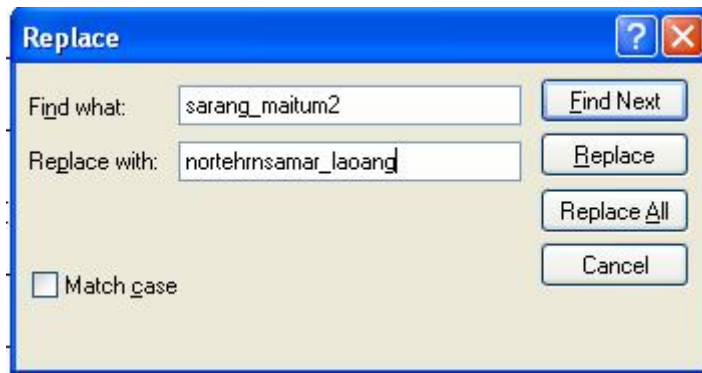 Replace
Find what: sarang_maitum2 Find Next
Replace with: nortehrnsamar_laoang Replace
Replace All
Cancel
Match case